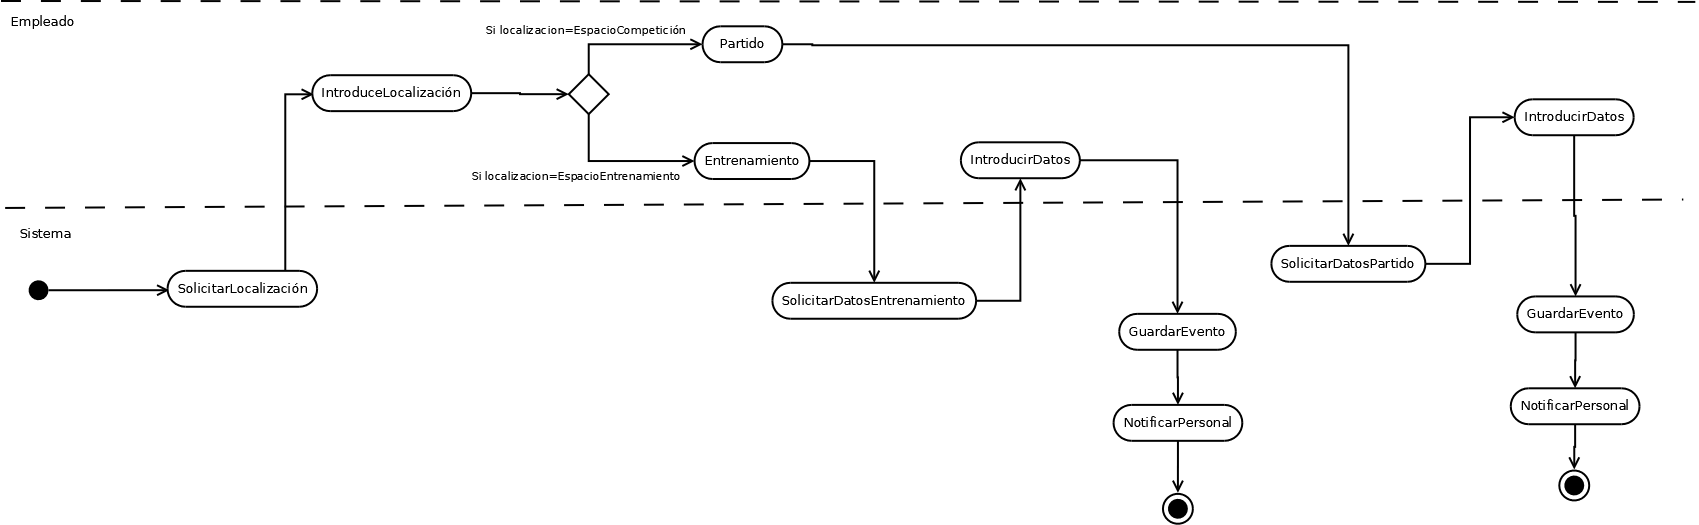 Empleado
Si localizacion=EspacioCompetición
Partido
IntroduceLocalización
IntroducirDatos
Entrenamiento
IntroducirDatos
Si localizacion=EspacioEntrenamiento
Sistema
SolicitarDatosPartido
SolicitarLocalización
SolicitarDatosEntrenamiento
GuardarEvento
GuardarEvento
NotificarPersonal
NotificarPersonal